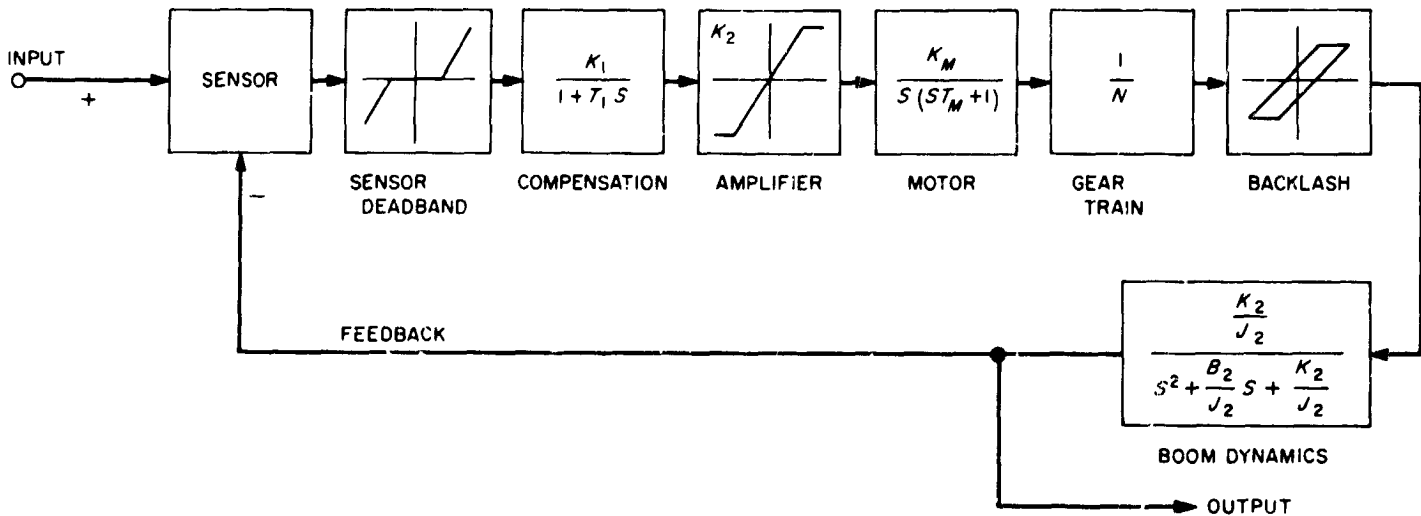 INPUT
+
SENSOR
−
SENSOR
DEADBAND
K1
1 + T1 S
COMPENSATION
K2
AMPLIFIER
KM
S (STM + 1)
MOTOR
1
N
GEAR
TRAIN
BACKLASH
K2
J2
S2 + B2
J2
S + K2
J2
BOOM DYNAMICS
FEEDBACK
OUTPUT